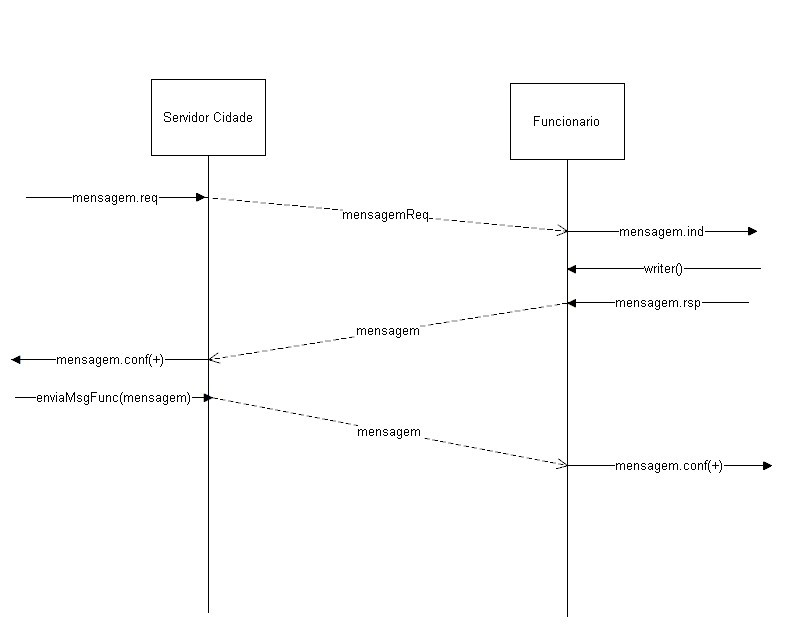 Servidor Cidade
Funcionario
mensagem.req
mensagemReq
mensagem.ind
writer()
mensagem.rsp
mensagem
mensagem.conf(+)
enviaMsgFunc(mensagem)
mensagem
mensagem.conf(+)